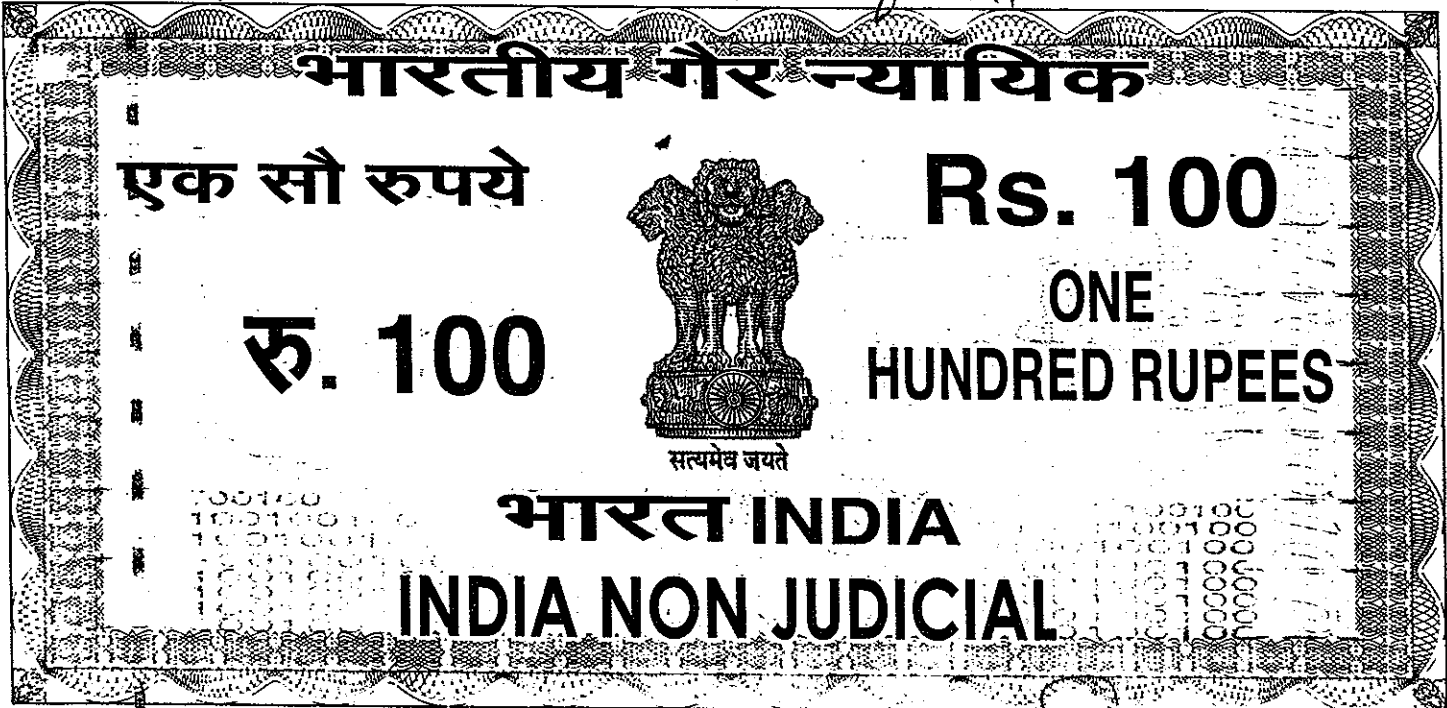 भारतीय गैर न्यायिक
एक सौ रुपये
Rs. 100
रु. 100
ONE
HUNDRED RUPEES
सत्यमेव जयते
भारत INDIA
INDIA NON JUDICIAL